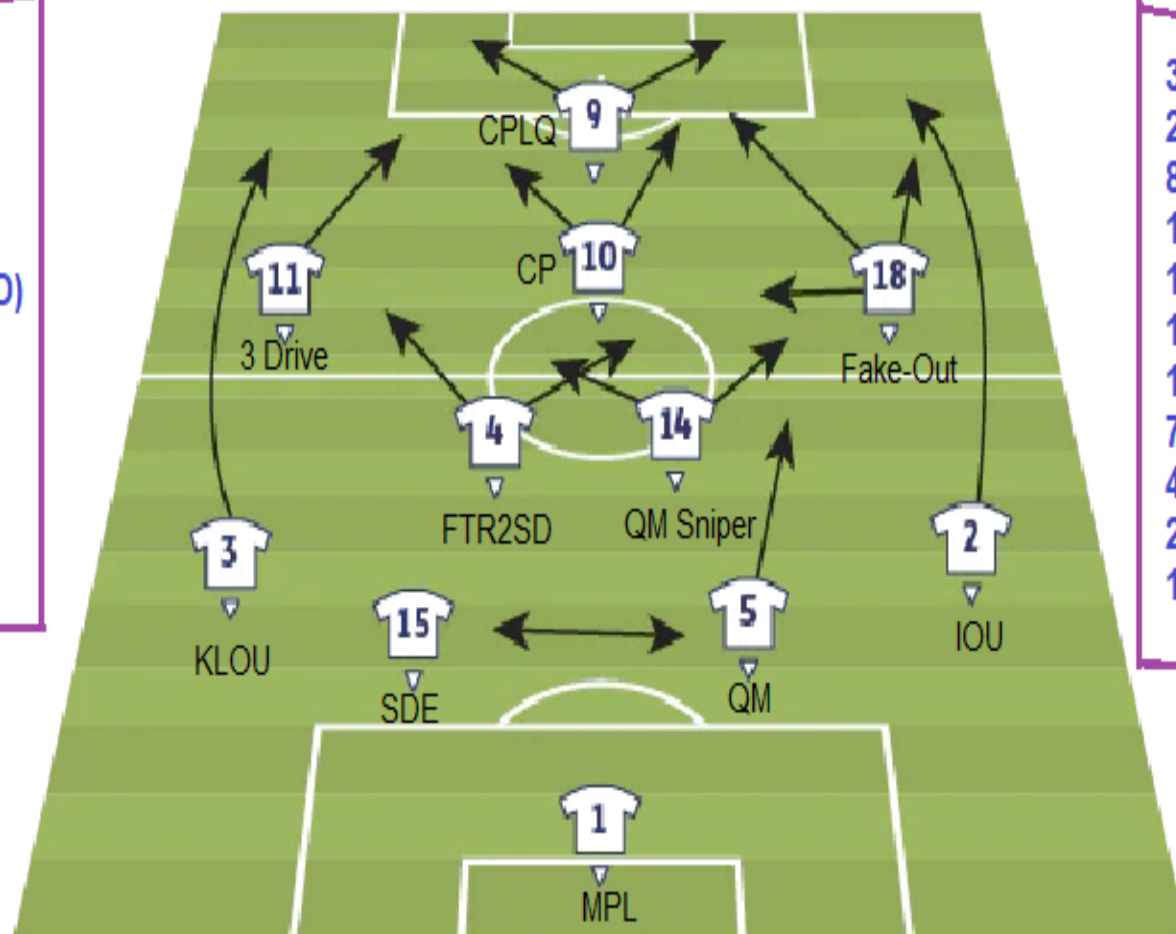 9
CPLQ
10
CP
11
3 Drive
18
Fake-Out
4
FTR2SD
14
QM Sniper
3
KLOU
15
SDE
5
QM
2
IOU
1
MPL